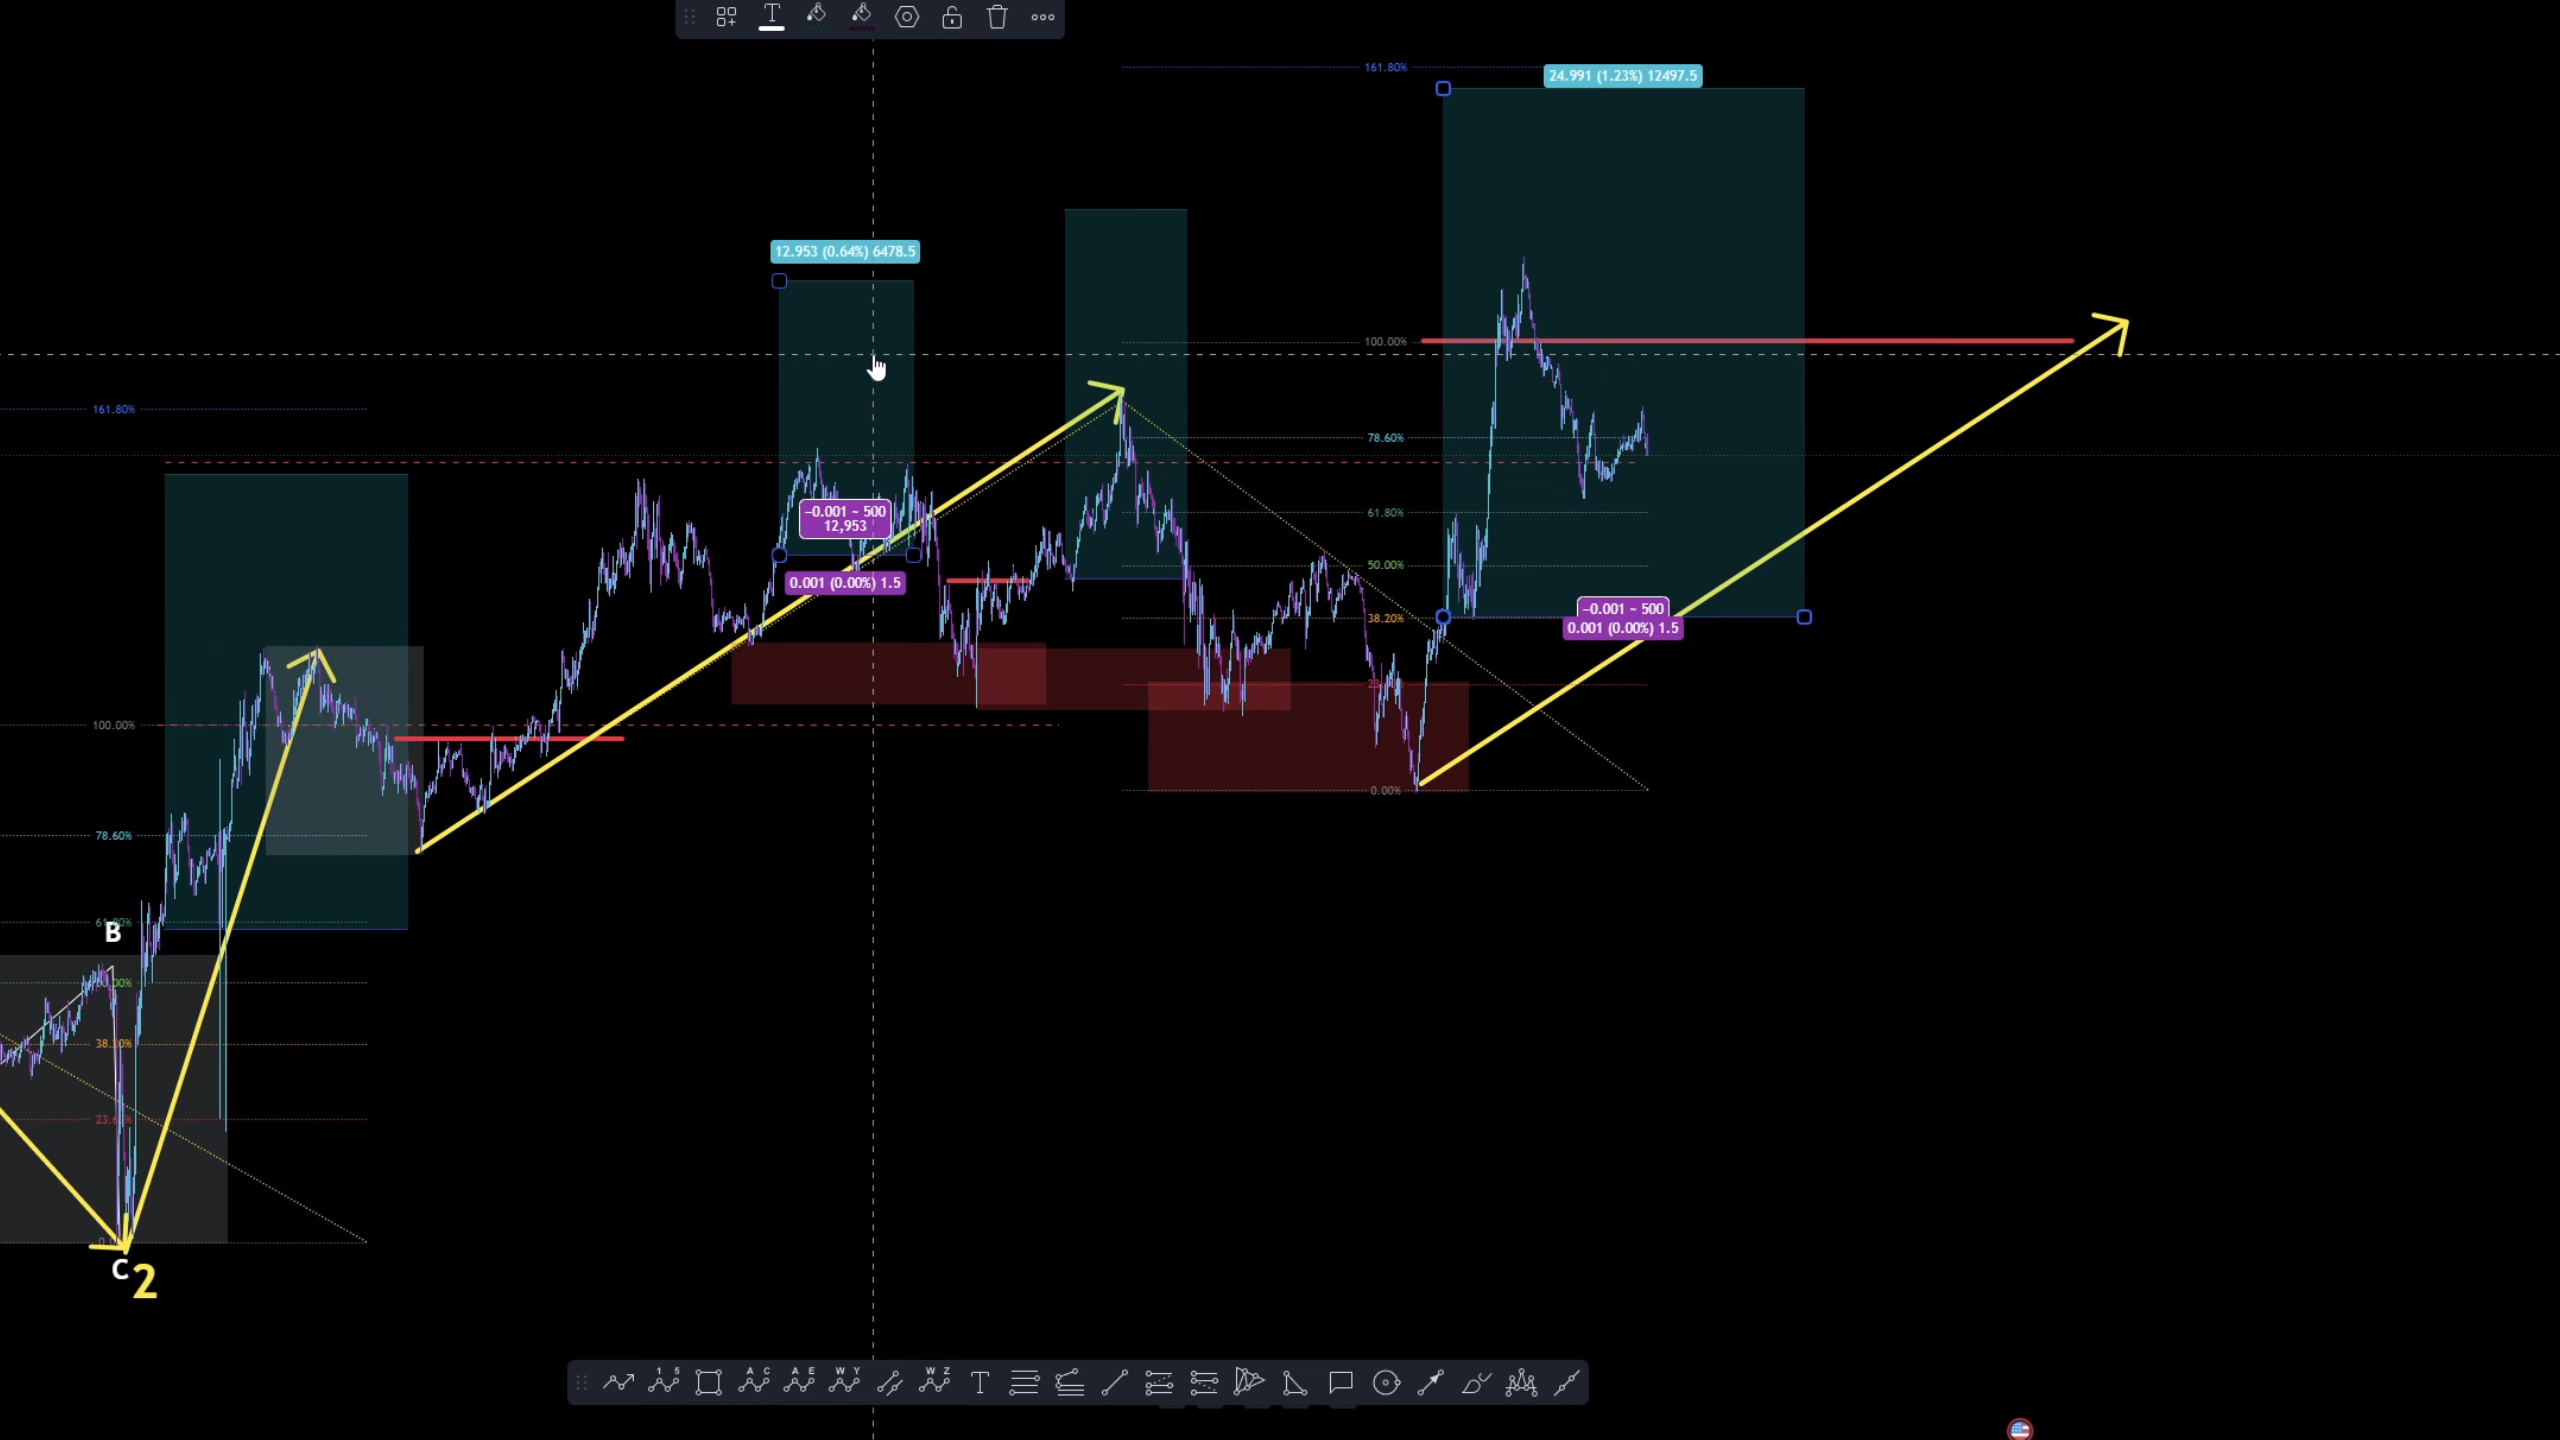 161.80%
24.991 (1.23%) 12497.5
12.953 (0.64%) 6478.5
100.00%
161.80%
78.60%
−0.001 ~ 500
12,953
61.80%
50.00%
0.001 (0.00%) 1.5
−0.001 ~ 500
38.20%
0.001 (0.00%) 1.5
100.00%
0.00%
78.60%
B
C
2
1 5
A C
A E
W Y
W Z
T